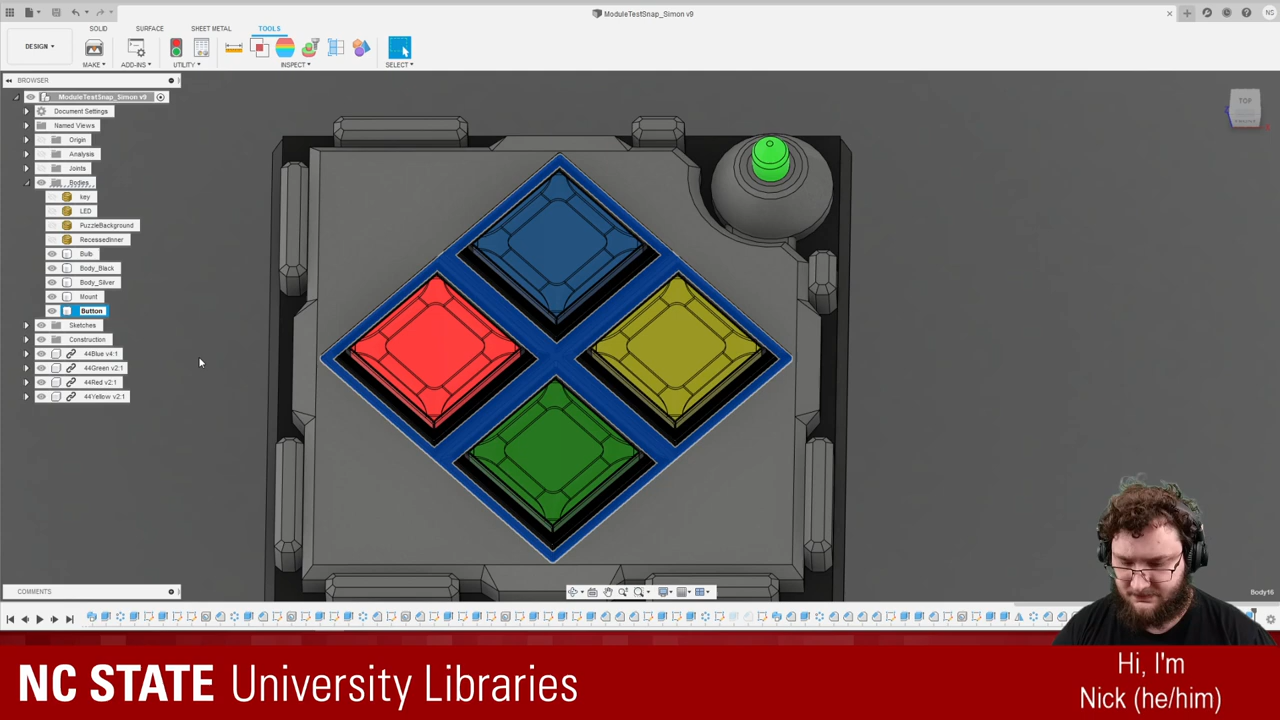 ModuleTestSnap_Simon v9
NS
DESIGN
SOLID
SURFACE
SHEET METAL
TOOLS
MAKE
ADD-INS
UTILITY
INSPECT
SELECT
BROWSER
ModuleTestSnap_Simon v9
Document Settings
Named Views
Origin
Analysis
Joints
Bodies
key
LED
PuzzleBackground
RecessedInner
Bulb
Body_Black
Body_Silver
Mount
Button
Sketches
Construction
44Blue v4:1
44Green v2:1
44Red v2:1
44Yellow v2:1
TOP
COMMENTS
Body16
NC STATE University Libraries
Hi, I'm
Nick (he/him)